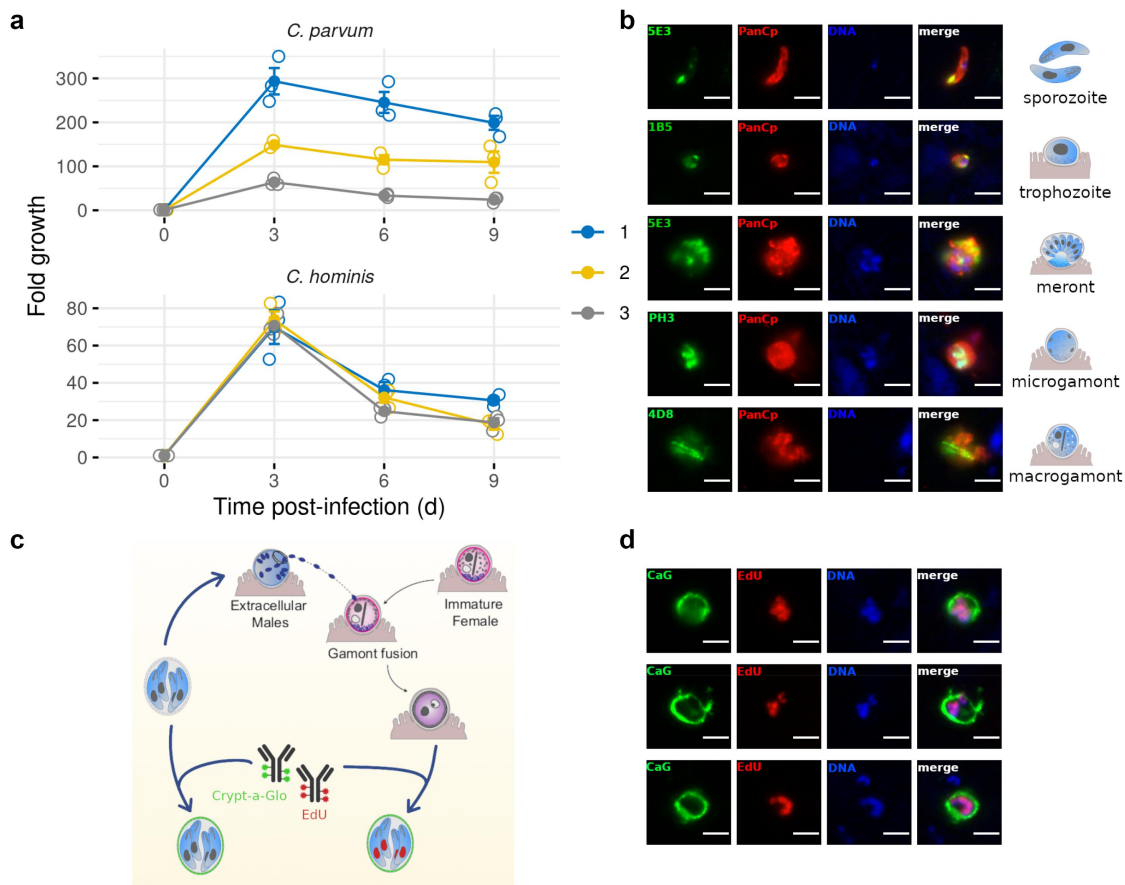 a
C. parvum
300
200
100
0
0 3 6 9
C. hominis
80
60
40
20
0
0 3 6 9
Fold growth
Time post-infection (d)
1
2
3
b
5E3 PanCp DNA merge
sporozoite
1B5 PanCp DNA merge
trophozoite
5E3 PanCp DNA merge
meront
PH3 PanCp DNA merge
microgamont
4D8 PanCp DNA merge
macrogamont
c
Extracellular
Males
Immature
Female
Gamont fusion
Crypt-a-Glo
EdU
d
CaG EdU DNA merge
CaG EdU DNA merge
CaG EdU DNA merge